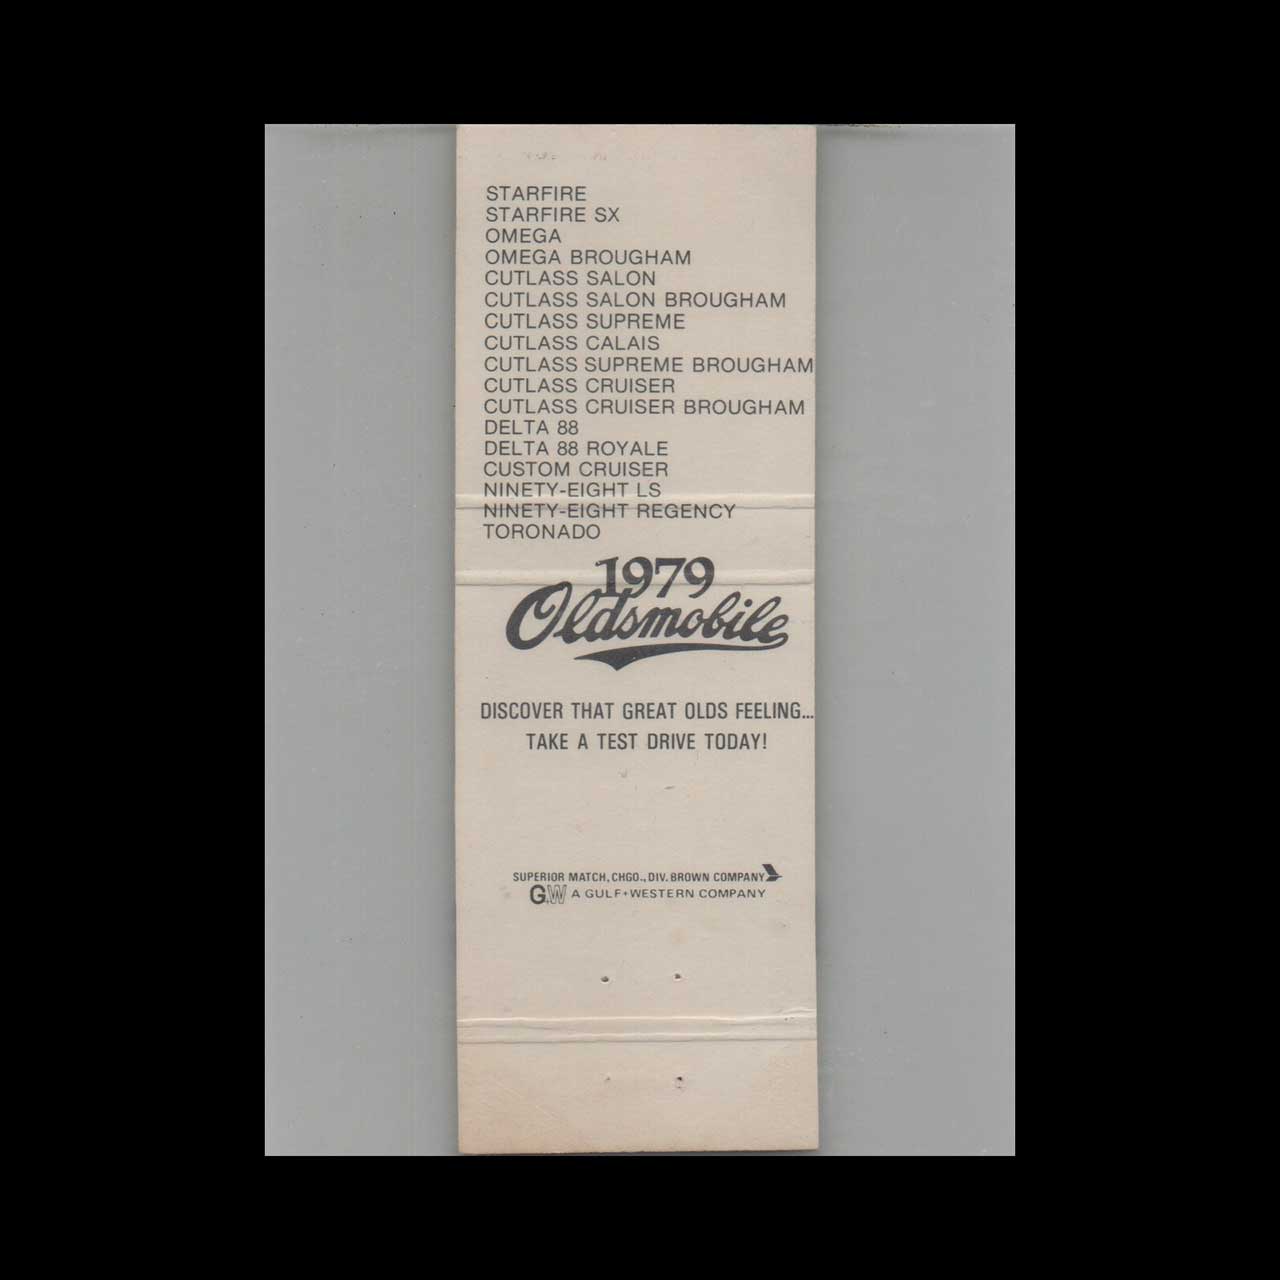 STARFIRE
STARFIRE SX
OMEGA
OMEGA BROUGHAM
CUTLASS SALON
CUTLASS SALON BROUGHAM
CUTLASS SUPREME
CUTLASS CALAIS
CUTLASS SUPREME BROUGHAM
CUTLASS CRUISER
CUTLASS CRUISER BROUGHAM
DELTA 88
DELTA 88 ROYALE
CUSTOM CRUISER
NINETY-EIGHT LS
NINETY-EIGHT REGENCY
TORONADO
1979
Oldsmobile
DISCOVER THAT GREAT OLDS FEELING...
TAKE A TEST DRIVE TODAY!
SUPERIOR MATCH, CHGO., DIV. BROWN COMPANY
G+W A GULF+WESTERN COMPANY